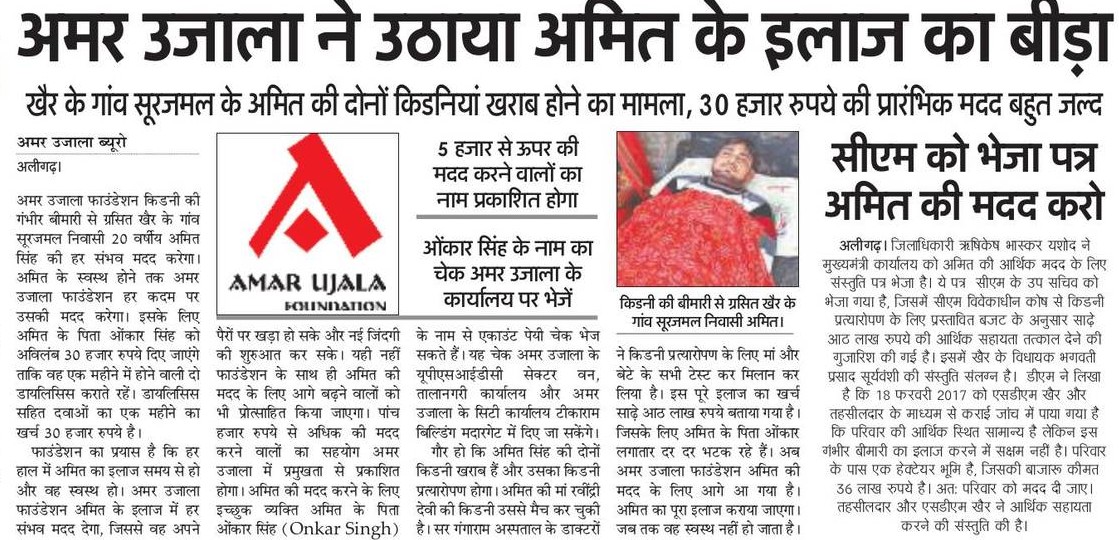 अमर उजाला ने उठाया अमित के इलाज का बीड़ा
खैर के गांव सूरजमल के अमित की दोनों किडनियां खराब होने का मामला, 30 हजार रुपये की प्रारंभिक मदद बहुत जल्द
अमर उजाला ब्यूरो
अलीगढ़।
अमर उजाला फाउंडेशन किडनी की
गंभीर बीमारी से ग्रसित खैर के गांव
सूरजमल निवासी 20 वर्षीय अमित
सिंह की हर संभव मदद करेगा।
अमित के स्वस्थ होने तक अमर
उजाला फाउंडेशन हर कदम पर
उसकी मदद करेगा। इसके लिए
अमित के पिता ओंकार सिंह को
अविलंब 30 हजार रुपये दिए जाएंगे
ताकि वह एक महीने में होने वाली दो
डायलिसिस कराते रहें। डायलिसिस
सहित दवाओं का एक महीने का
खर्च 30 हजार रुपये है।
फाउंडेशन का प्रयास है कि हर
हाल में अमित का इलाज समय से हो
और वह स्वस्थ हो। अमर उजाला
फाउंडेशन अमित के इलाज में हर
संभव मदद देगा, जिससे वह अपने
AMAR UJALA
FOUNDATION
पैरों पर खड़ा हो सके और नई जिंदगी
की शुरुआत कर सके। यही नहीं
फाउंडेशन के साथ ही अमित की
मदद के लिए आगे बढ़ने वालों को
भी प्रोत्साहित किया जाएगा। पांच
हजार रुपये से अधिक की मदद
करने वालों का सहयोग अमर
उजाला में प्रमुखता से प्रकाशित
होगा। अमित की मदद करने के लिए
इच्छुक व्यक्ति अमित के पिता
ओंकार सिंह (Onkar Singh)
5 हजार से ऊपर की
मदद करने वालों का
नाम प्रकाशित होगा
ओंकार सिंह के नाम का
चेक अमर उजाला के
कार्यालय पर भेजें
के नाम से एकाउंट पेयी चेक भेज
सकते हैं। यह चेक अमर उजाला के
यूपीएसआईडीसी सेक्टर वन,
तालानगरी कार्यालय और अमर
उजाला के सिटी कार्यालय टीकाराम
बिल्डिंग मदारगेट में दिए जा सकेंगे।
गौर हो कि अमित सिंह की दोनों
किडनी खराब हैं और उसका किडनी
प्रत्यारोपण होगा। अमित की मां रवींद्री
देवी की किडनी उससे मैच कर चुकी
है। सर गंगाराम अस्पताल के डाक्टरों
किडनी की बीमारी से ग्रसित खैर के
गांव सूरजमल निवासी अमित।
ने किडनी प्रत्यारोपण के लिए मां और
बेटे के सभी टेस्ट कर मिलान कर
लिया है। इस पूरे इलाज का खर्च
साढ़े आठ लाख रुपये बताया गया है।
जिसके लिए अमित के पिता ओंकार
लगातार दर दर भटक रहे हैं। अब
अमर उजाला फाउंडेशन अमित की
मदद के लिए आगे आ गया है।
अमित का पूरा इलाज कराया जाएगा।
जब तक वह स्वस्थ नहीं हो जाता है।
सीएम को भेजा पत्र
अमित की मदद करो
अलीगढ़। जिलाधिकारी ऋषिकेष भास्कर यशोद ने
मुख्यमंत्री कार्यालय को अमित की आर्थिक मदद के लिए
संस्तुति पत्र भेजा है। ये पत्र सीएम के उप सचिव को
भेजा गया है, जिसमें सीएम विवेकाधीन कोष से किडनी
प्रत्यारोपण के लिए प्रस्तावित बजट के अनुसार साढ़े
आठ लाख रुपये की आर्थिक सहायता तत्काल देने की
गुजारिश की गई है। इसमें खैर के विधायक भगवती
प्रसाद सूर्यवंशी की संस्तुति संलग्न है। डीएम ने लिखा
है कि 18 फरवरी 2017 को एसडीएम खैर और
तहसीलदार के माध्यम से कराई जांच में पाया गया है
कि परिवार की आर्थिक स्थित सामान्य है लेकिन इस
गंभीर बीमारी का इलाज करने में सक्षम नहीं है। परिवार
के पास एक हेक्टेयर भूमि है, जिसकी बाजारू कीमत
36 लाख रुपये है। अत: परिवार को मदद दी जाए।
तहसीलदार और एसडीएम खैर ने आर्थिक सहायता
करने की संस्तुति की है।